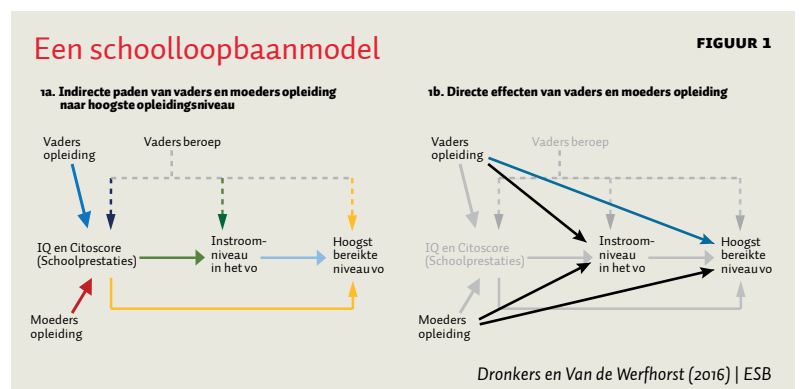 Een schoolloopbaanmodel
FIGUUR 1
1a. Indirecte paden van vaders en moeders opleiding
naar hoogste opleidingsniveau
Vaders
opleiding
Vaders beroep
IQ en Citoscore
(Schoolprestaties)
Instroom-
niveau
in het vo
Hoogst
bereikte
niveau vo
Moeders
opleiding
1b. Directe effecten van vaders en moeders opleiding
Vaders
opleiding
Vaders beroep
IQ en Citoscore
(Schoolprestaties)
Instroom-
niveau
in het vo
Hoogst
bereikte
niveau vo
Moeders
opleiding
Dronkers en Van de Werfhorst (2016) | ESB